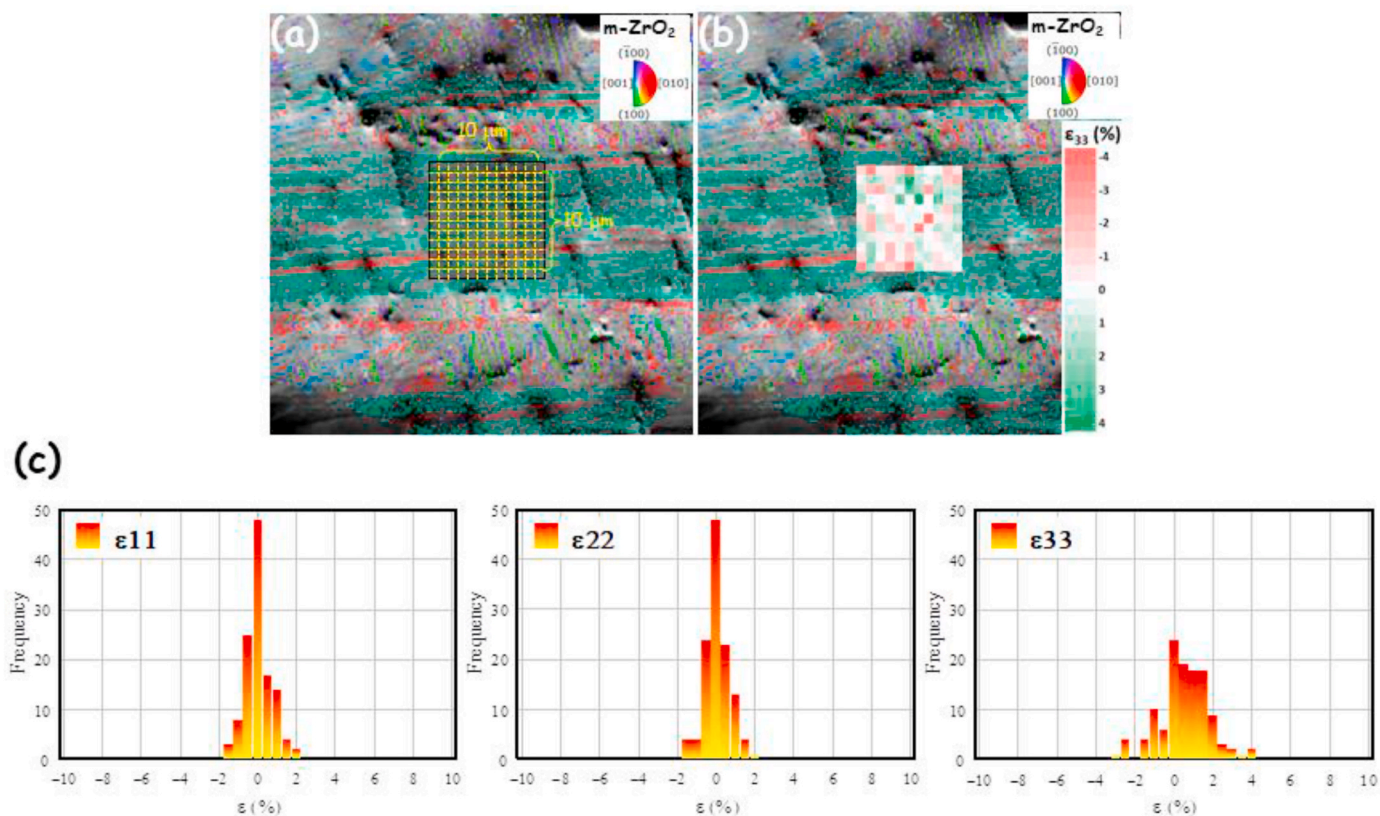 (a)
m-ZrO₂
(1̄00)
[001]
[010]
(100)
10 μm
10 μm
(b)
m-ZrO₂
(1̄00)
[001]
[010]
(100)
ε₃₃ (%)
-4
-3
-2
-1
0
1
2
3
4
(c)
ε11
Frequency
50
40
30
20
10
0
−10 −8 −6 −4 −2 0 2 4 6 8 10
ε (%)
ε22
Frequency
50
40
30
20
10
0
−10 −8 −6 −4 −2 0 2 4 6 8 10
ε (%)
ε33
Frequency
50
40
30
20
10
0
−10 −8 −6 −4 −2 0 2 4 6 8 10
ε (%)